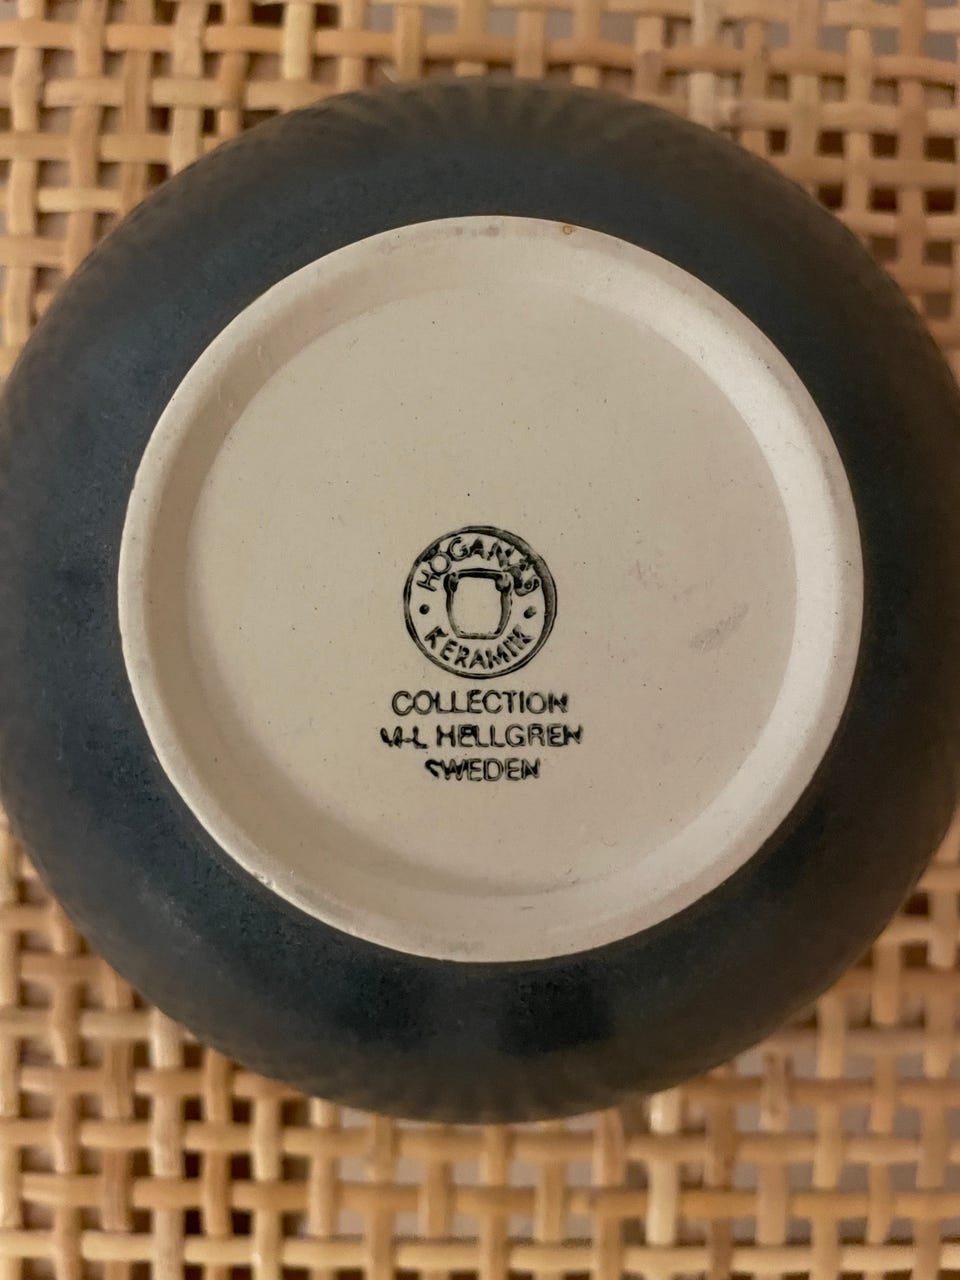 HÖGANÄS
KERAMIK
COLLECTION
M-L HELLGREN
SWEDEN